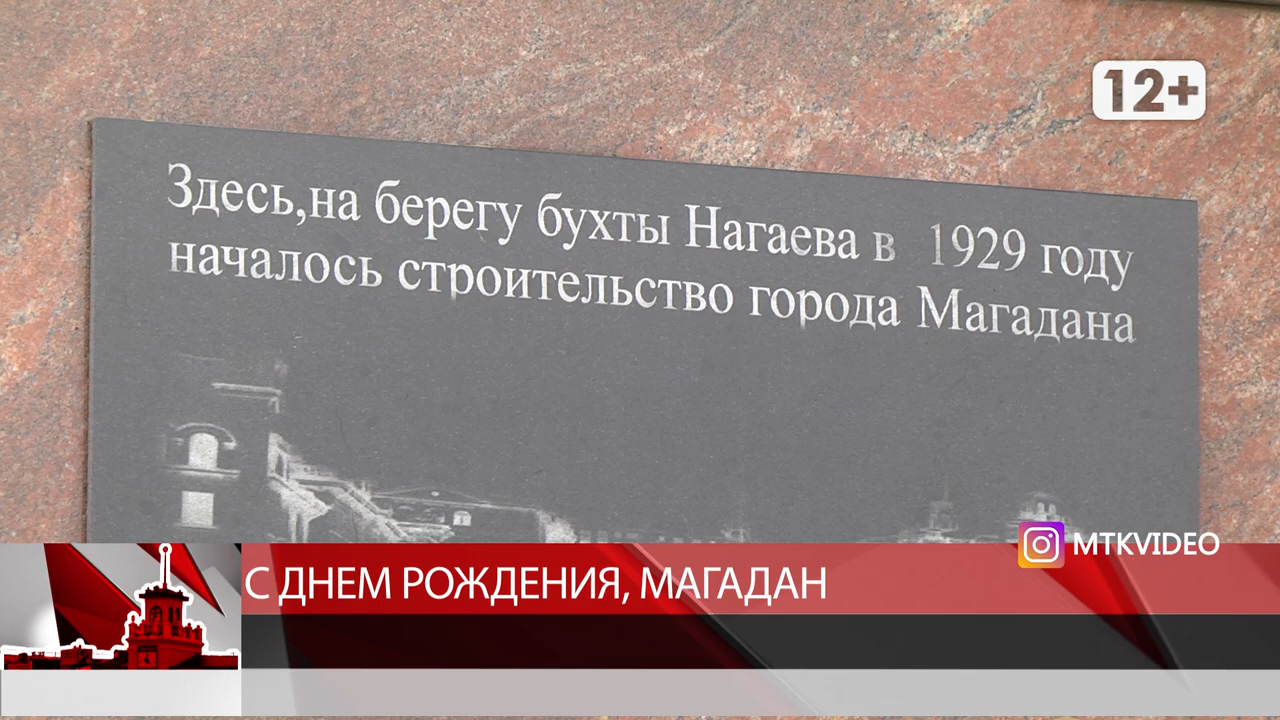 12+
Здесь,на берегу бухты Нагаева в 1929 году
началось строительство города Магадана
MTKVIDEO
С ДНЕМ РОЖДЕНИЯ, МАГАДАН